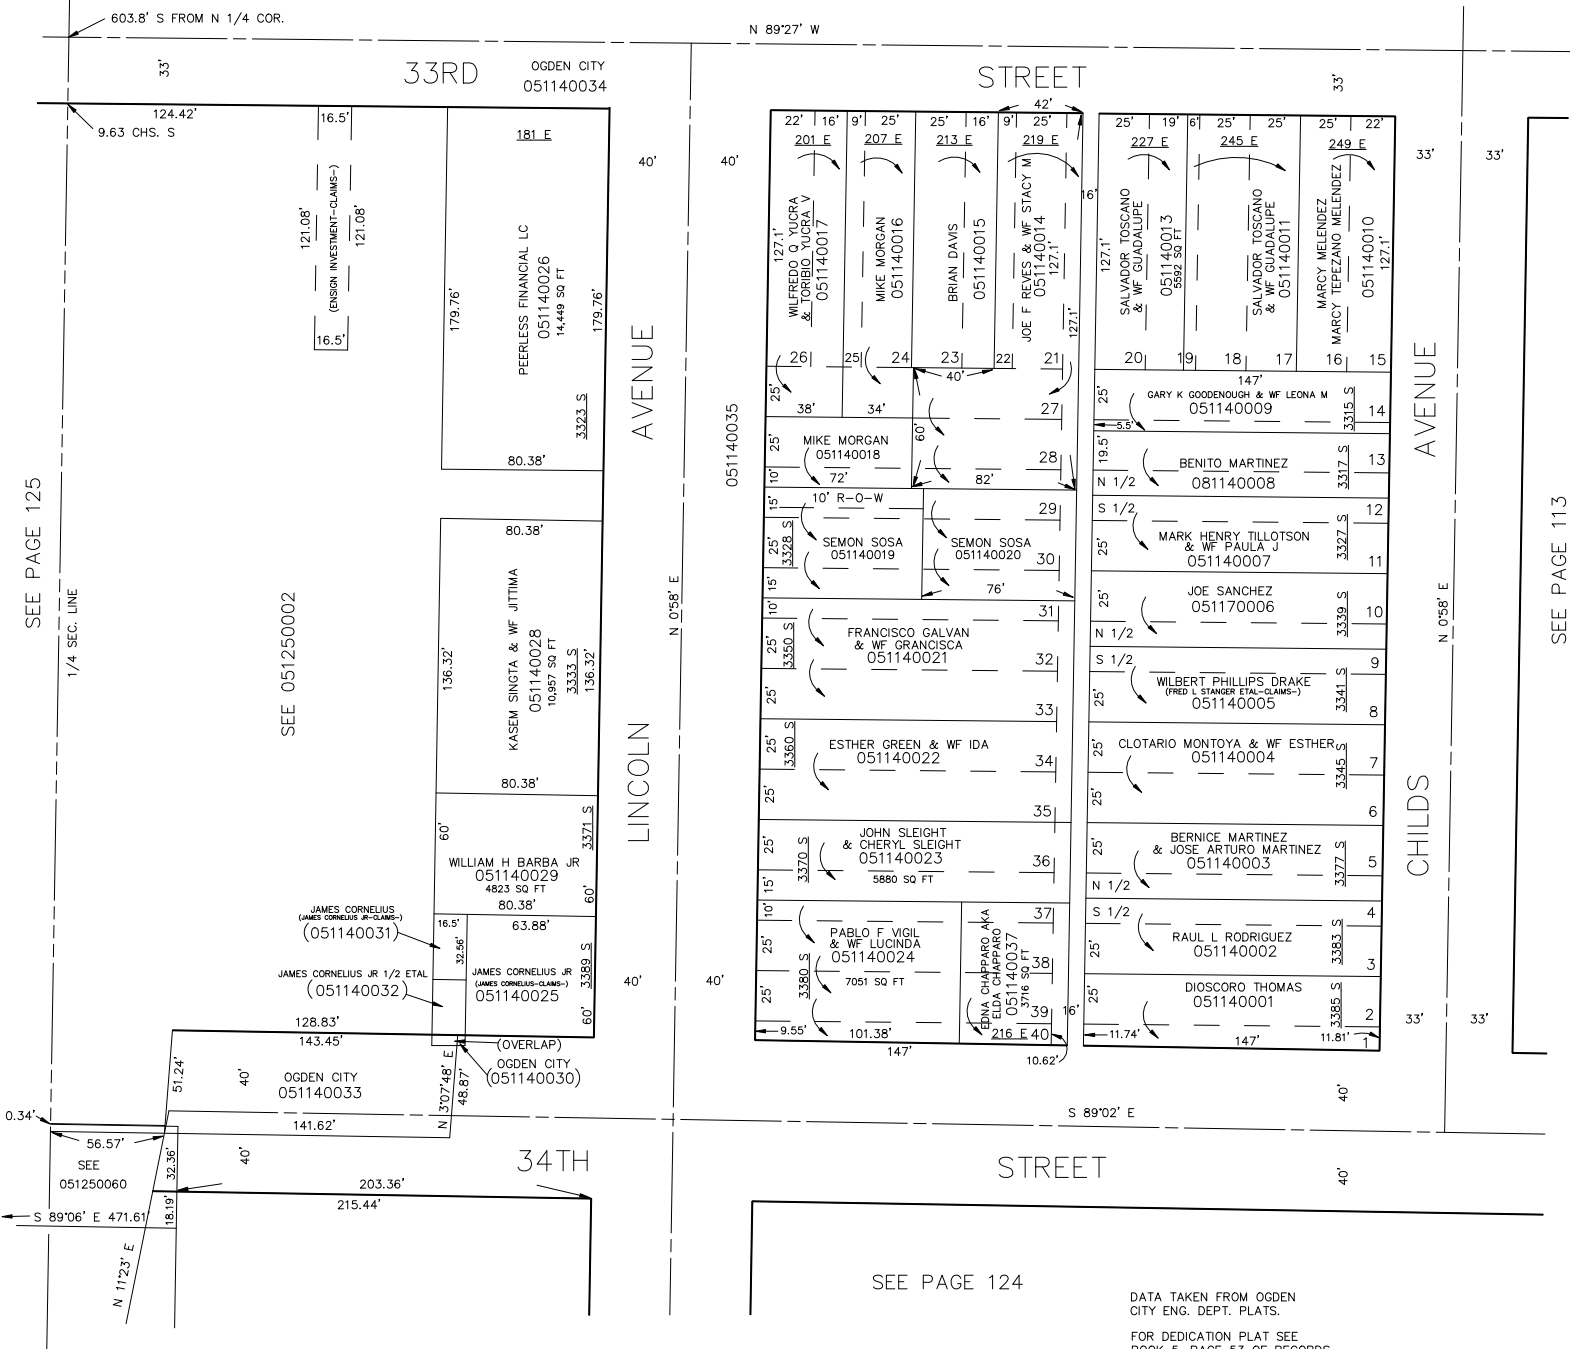 603.8' S FROM N 1/4 COR.
N 89°27' W
33'
33RD
OGDEN CITY
051140034
STREET
33'
9.63 CHS. S
124.42'
16.5'
181 E
40'
40'
42'
22'
16'
9'
25'
25'
16'
9'
25'
25'
19'
6'
25'
25'
25'
22'
201 E
207 E
213 E
219 E
227 E
245 E
249 E
33'
33'
16'
121.08'
(ENSIGN INVESTMENT-CLAIMS-)
121.08'
16.5'
179.76'
PEERLESS FINANCIAL LC
051140026
14,449 SQ FT
179.76'
3323 S
80.38'
127.1'
WILFREDO Q YUCRA
& TORIBIO YUCRA V
051140017
MIKE MORGAN
051140016
BRIAN DAVIS
051140015
JOE F REVES & WF STACY M
051140014
127.1'
127.1'
127.1'
SALVADOR TOSCANO
& WF GUADALUPE
051140013
5592 SQ FT
SALVADOR TOSCANO
& WF GUADALUPE
051140011
MARCY MELENDEZ
MARCY TEPEZANO MELENDEZ
051140010
127.1'
26
25
24
23
22
21
20
19
18
17
16
15
25'
38'
34'
40'
60'
27
147'
25'
GARY K GOODENOUGH & WF LEONA M
051140009
3315 S
14
5.5'
AVENUE
LINCOLN
AVENUE
CHILDS
051140035
25'
MIKE MORGAN
051140018
10'
72'
28
82'
19.5'
BENITO MARTINEZ
081140008
N 1/2
3317 S
13
15'
10' R-O-W
29
S 1/2
12
25'
3328 S
SEMON SOSA
051140019
SEMON SOSA
051140020
30
25'
MARK HENRY TILLOTSON
& WF PAULA J
051140007
3327 S
11
15'
76'
10'
31
25'
JOE SANCHEZ
051170006
3339 S
10
N 1/2
25'
3350 S
FRANCISCO GALVAN
& WF GRANCISCA
051140021
32
S 1/2
9
25'
33
25'
WILBERT PHILLIPS DRAKE
(FRED L STANGER ETAL-CLAIMS-)
051140005
3341 S
8
25'
3360 S
ESTHER GREEN & WF IDA
051140022
34
25'
CLOTARIO MONTOYA & WF ESTHER
051140004
3345 S
7
25'
35
25'
6
25'
3370 S
JOHN SLEIGHT
& CHERYL SLEIGHT
051140023
5880 SQ FT
36
15'
25'
BERNICE MARTINEZ
& JOSE ARTURO MARTINEZ
051140003
3377 S
5
N 1/2
10'
37
S 1/2
4
25'
PABLO F VIGIL
& WF LUCINDA
051140024
7051 SQ FT
3380 S
25'
EDNA CHAPPARO AKA
ELDA CHAPPARO
051140037
3716 SQ FT
38
39
216 E
40
16'
25'
RAUL L RODRIGUEZ
051140002
3383 S
3
25'
DIOSCORO THOMAS
051140001
3385 S
2
1
9.55'
101.38'
147'
10.62'
11.74'
147'
11.81'
33'
33'
SEE PAGE 125
1/4 SEC. LINE
SEE 051250002
N 0°58' E
N 0°58' E
SEE PAGE 113
80.38'
136.32'
KASEM SINGTA & WF JITTIMA
051140028
10,957 SQ FT
3333 S
136.32'
80.38'
60'
3371 S
WILLIAM H BARBA JR
051140029
4823 SQ FT
80.38'
60'
JAMES CORNELIUS
(JAMES CORNELIUS JR-CLAIMS-)
(051140031)
16.5'
63.88'
32.56'
JAMES CORNELIUS JR 1/2 ETAL
(051140032)
JAMES CORNELIUS JR
(JAMES CORNELIUS-CLAIMS-)
051140025
3389 S
60'
40'
40'
128.83'
143.45'
(OVERLAP)
OGDEN CITY
(051140030)
51.24'
40'
OGDEN CITY
051140033
N 3°07'48" E
48.87'
0.34'
141.62'
S 89°02' E
40'
56.57'
SEE
051250060
32.36'
40'
34TH
STREET
40'
203.36'
215.44'
18.19'
S 89°06' E 471.61'
N 11°23' E
SEE PAGE 124
DATA TAKEN FROM OGDEN
CITY ENG. DEPT. PLATS.
FOR DEDICATION PLAT SEE
BOOK 5, PAGE 53 OF RECORDS